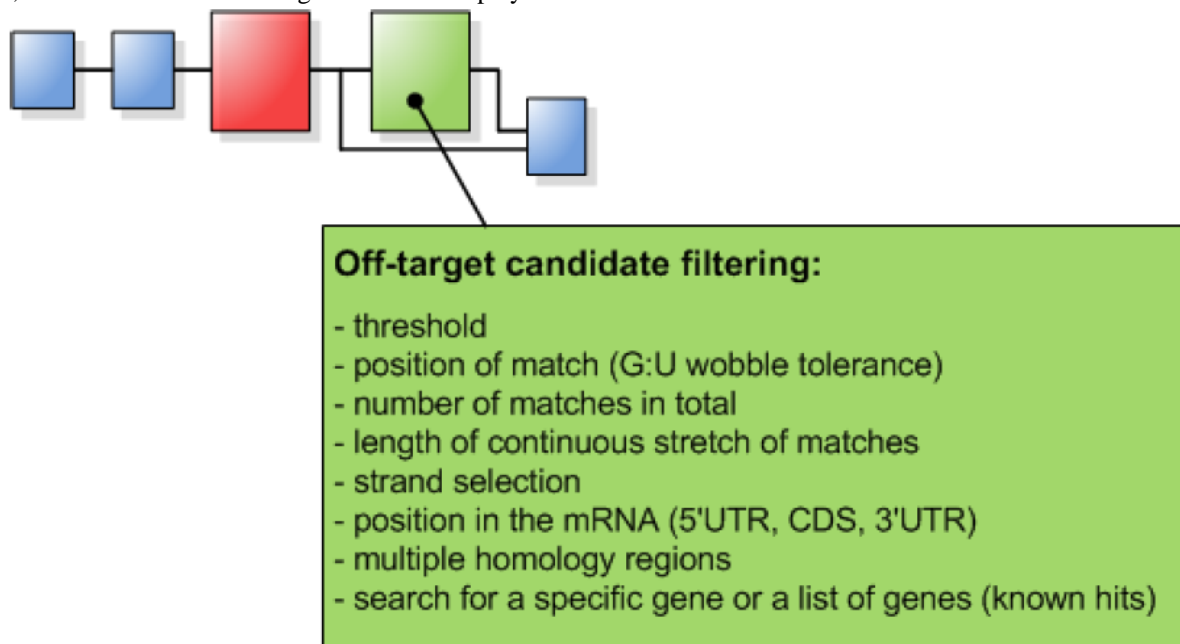 Off-target candidate filtering:
- threshold
- position of match (G:U wobble tolerance)
- number of matches in total
- length of continuous stretch of matches
- strand selection
- position in the mRNA (5'UTR, CDS, 3'UTR)
- multiple homology regions
- search for a specific gene or a list of genes (known hits)